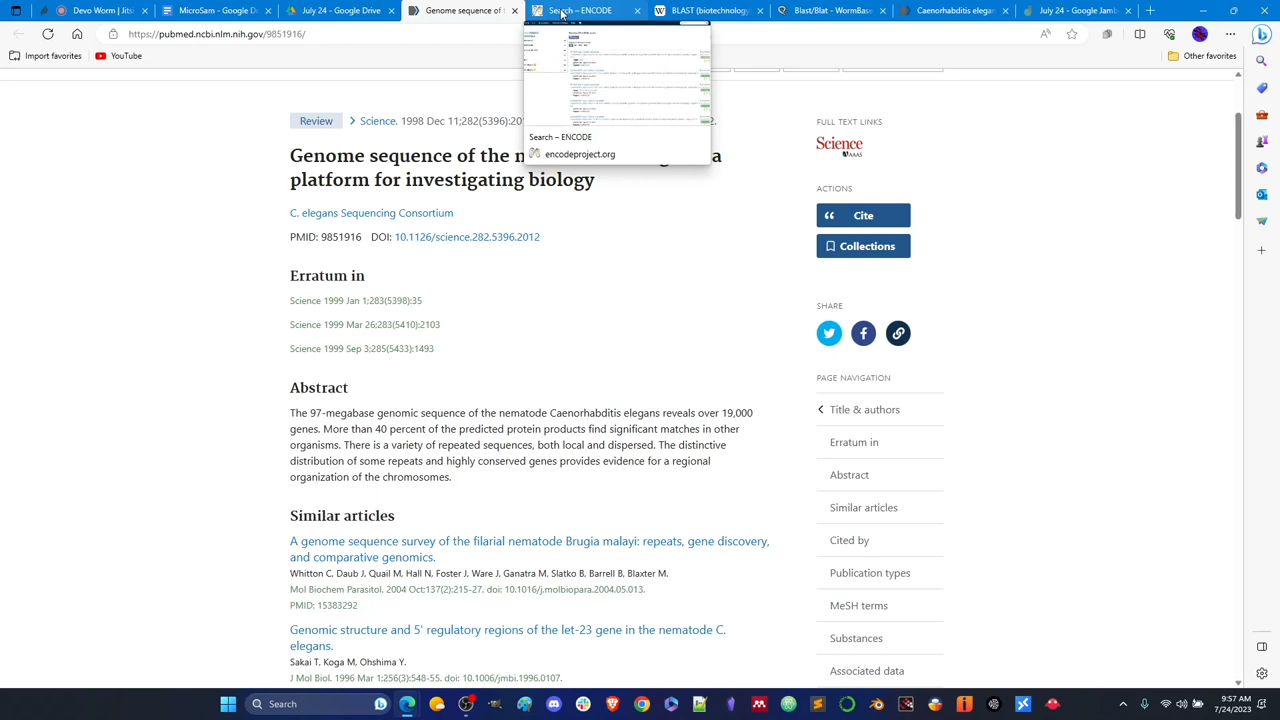 Devo Worm - Google Dr
MicroSam - Google Drive
Genome sequence of the n
Search – ENCODE
BLAST (biotechnology)
Blast/Blat - WormBase
July 24 - Google Docs
https://pubmed.ncbi.nlm.nih.gov/9851916/
Import favorites
Other favorites
Science. 1998 Dec 11;282(5396):20
2.
Search – ENCODE
encodeproject.org
Genome sequence of the n a
platform for investigating biology
C. elegans Sequencing Consortium
PMID: 9851916 DOI: 10.1126/science.282.5396.2012
Erratum in
Science 1999 Jan 1;283(5398):35
Science 1999 Mar 26;283(5410):2103
Science 1999 Sep 3;285(5433):1493
Abstract
The 97-megabase genomic sequence of the nematode Caenorhabditis elegans reveals over 19,000
genes. More than 40 percent of the predicted protein products find significant matches in other
organisms. There is a variety of repeated sequences, both local and dispersed. The distinctive
distribution of some repeats and highly conserved genes provides evidence for a regional
organization of the chromosomes.
Similar articles
A genome sequence survey of the filarial nematode Brugia malayi: repeats, gene discovery,
and comparative genomics.
Whitton C, Daub J, Quail M, Hall N, Foster J, Ware J, Ganatra M, Slatko B, Barrell B, Blaxter M.
Mol Biochem Parasitol. 2004 Oct;137(2):215-27. doi: 10.1016/j.molbiopara.2004.05.013.
PMID: 15383292
Genomic structure and 5' regulatory regions of the let-23 gene in the nematode C.
elegans.
Sakai T, Koga M, Ohshima Y.
J Mol Biol. 1996 Mar 1;256(3):548-55. doi: 10.1006/jmbi.1996.0107.
FULL TEXT LINKS
Science
AAAS
ACTIONS
Cite
Collections
SHARE
PAGE NAVIGATION
Title & authors
Erratum in
Abstract
Similar articles
Cited by
Publication types
MeSH terms
Substances
Associated data
Search
9:57 AM
7/24/2023